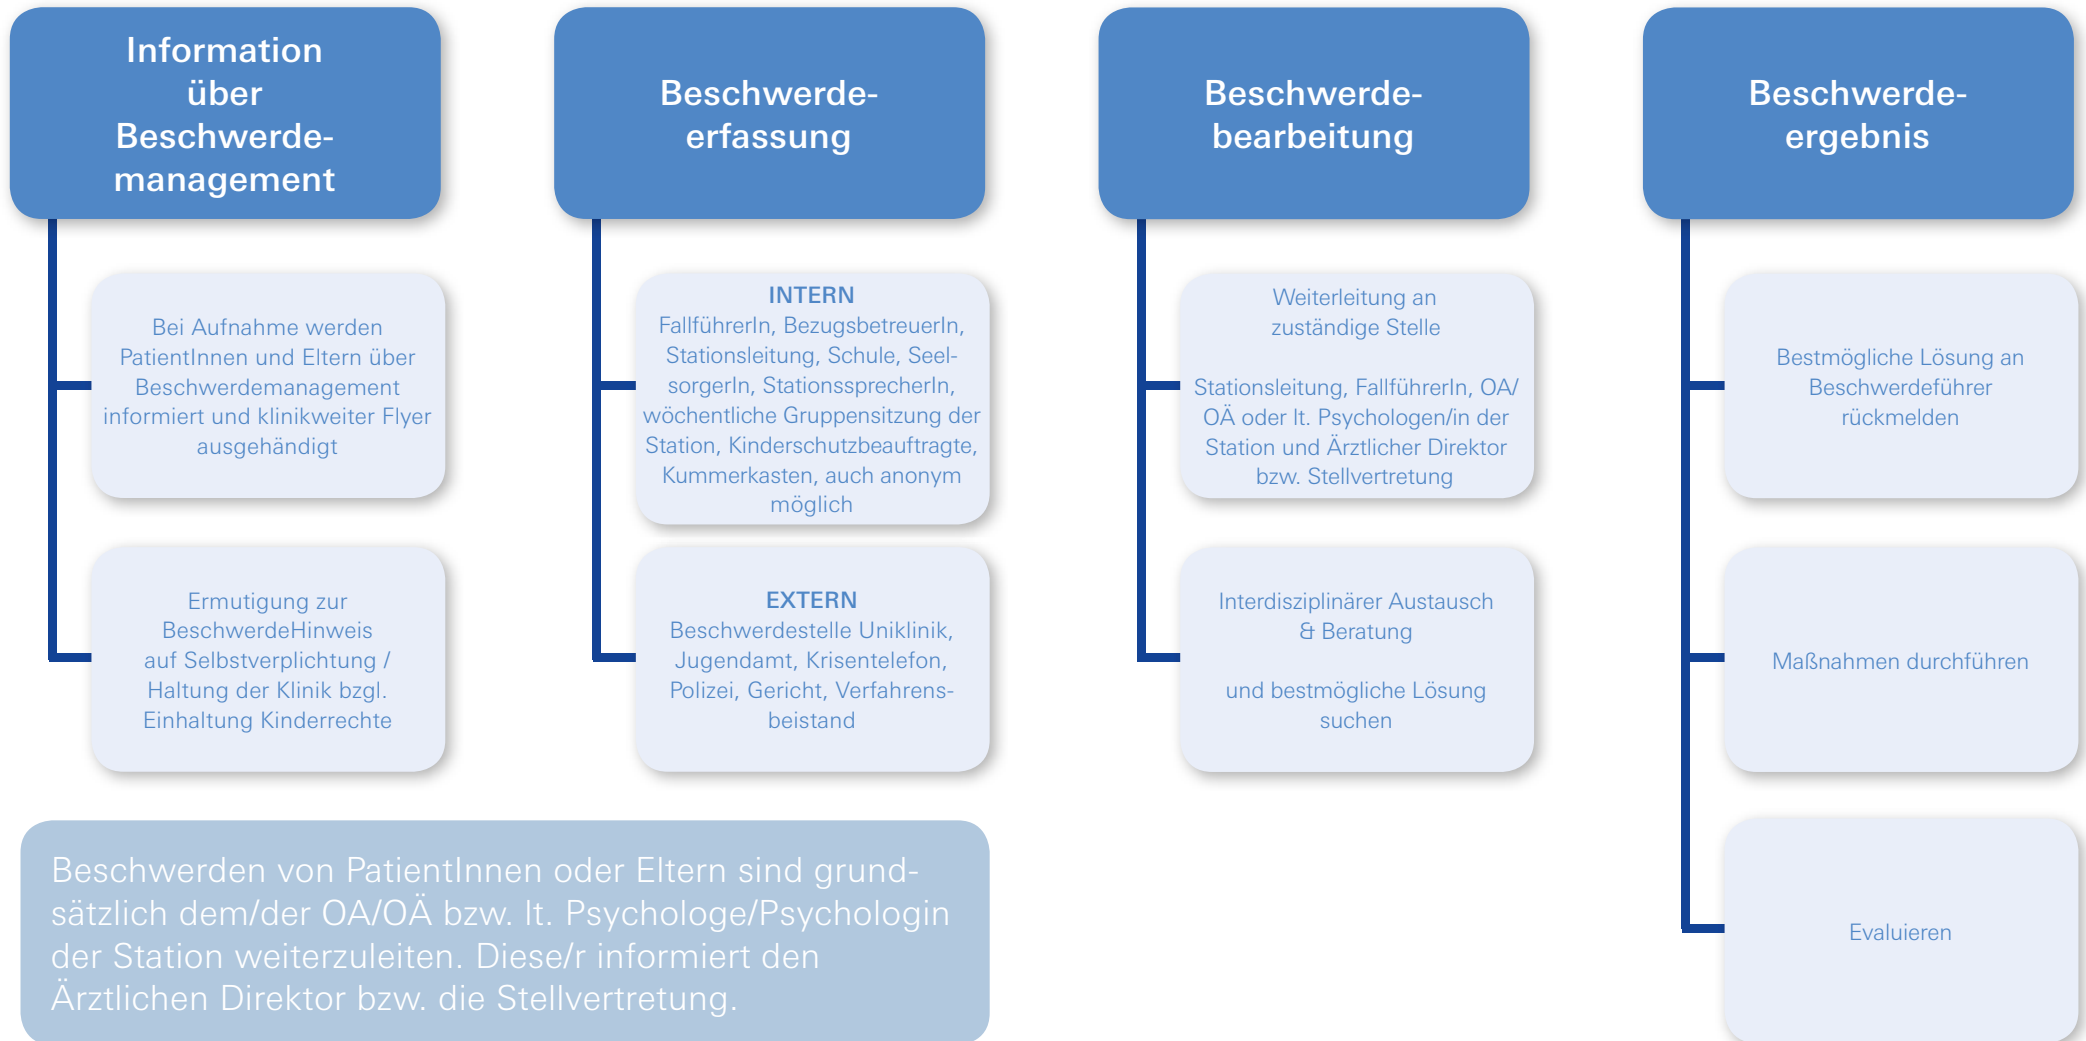 Information
über
Beschwerde-
management
Bei Aufnahme werden
PatientInnen und Eltern über
Beschwerdemanagement
informiert und klinikweiter Flyer
ausgehändigt
Ermutigung zur
BeschwerdeHinweis
auf Selbstverplichtung /
Haltung der Klinik bzgl.
Einhaltung Kinderrechte
Beschwerde-
erfassung
INTERN
FallführerIn, BezugsbetreuerIn,
Stationsleitung, Schule, Seel-
sorgerIn, StationssprecherIn,
wöchentliche Gruppensitzung der
Station, Kinderschutzbeauftragte,
Kummerkasten, auch anonym
möglich
EXTERN
Beschwerdestelle Uniklinik,
Jugendamt, Krisentelefon,
Polizei, Gericht, Verfahrens-
beistand
Beschwerde-
bearbeitung
Weiterleitung an
zuständige Stelle
Stationsleitung, FallführerIn, OA/
OÄ oder lt. Psychologen/in der
Station und Ärztlicher Direktor
bzw. Stellvertretung
Interdisziplinärer Austausch
& Beratung
und bestmögliche Lösung
suchen
Beschwerde-
ergebnis
Bestmögliche Lösung an
Beschwerdeführer
rückmelden
Maßnahmen durchführen
Evaluieren
Beschwerden von PatientInnen oder Eltern sind grund-
sätzlich dem/der OA/OÄ bzw. lt. Psychologe/Psychologin
der Station weiterzuleiten. Diese/r informiert den
Ärztlichen Direktor bzw. die Stellvertretung.